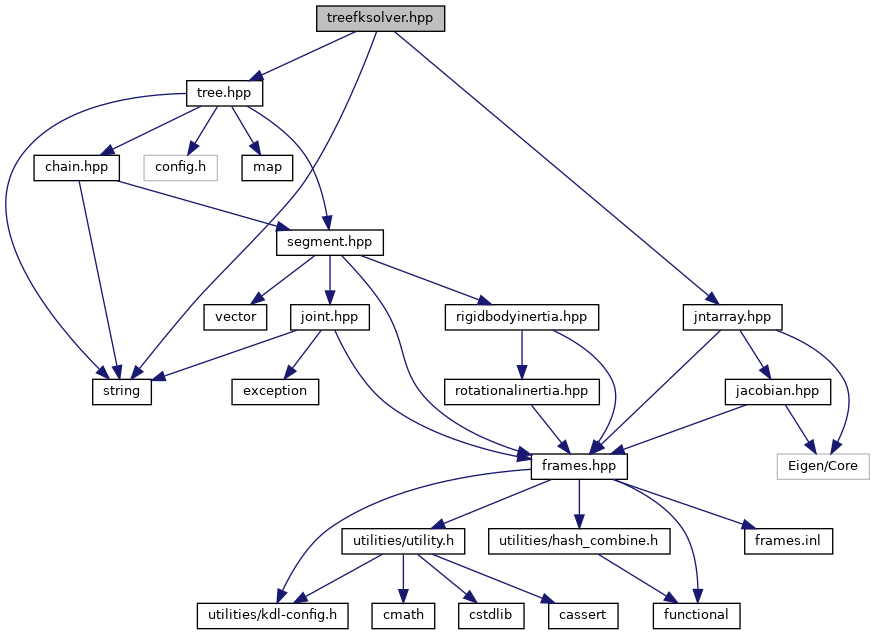 treefksolver.hpp
tree.hpp
chain.hpp
config.h
map
segment.hpp
vector
joint.hpp
rigidbodyinertia.hpp
jntarray.hpp
string
exception
rotationalinertia.hpp
jacobian.hpp
frames.hpp
Eigen/Core
utilities/utility.h
utilities/hash_combine.h
frames.inl
utilities/kdl-config.h
cmath
cstdlib
cassert
functional